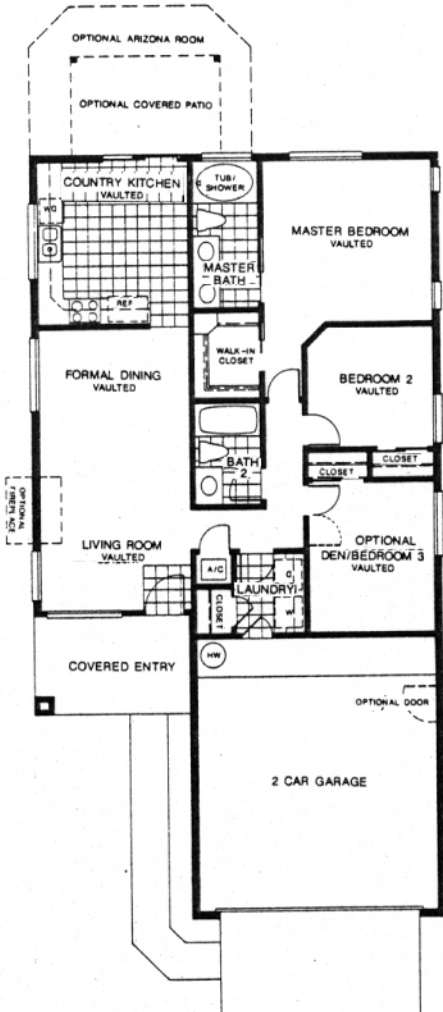 OPTIONAL ARIZONA ROOM
OPTIONAL COVERED PATIO
COUNTRY KITCHEN
VAULTED
TUB/
SHOWER
MASTER BEDROOM
VAULTED
MASTER
BATH
REF
WALK-IN
CLOSET
FORMAL DINING
VAULTED
BEDROOM 2
VAULTED
BATH
2
CLOSET
CLOSET
OPTIONAL
FIREPLACE
LIVING ROOM
VAULTED
OPTIONAL
DEN/BEDROOM 3
VAULTED
A/C
D
LAUNDRY
W
CLOSET
COVERED ENTRY
HW
OPTIONAL DOOR
2 CAR GARAGE